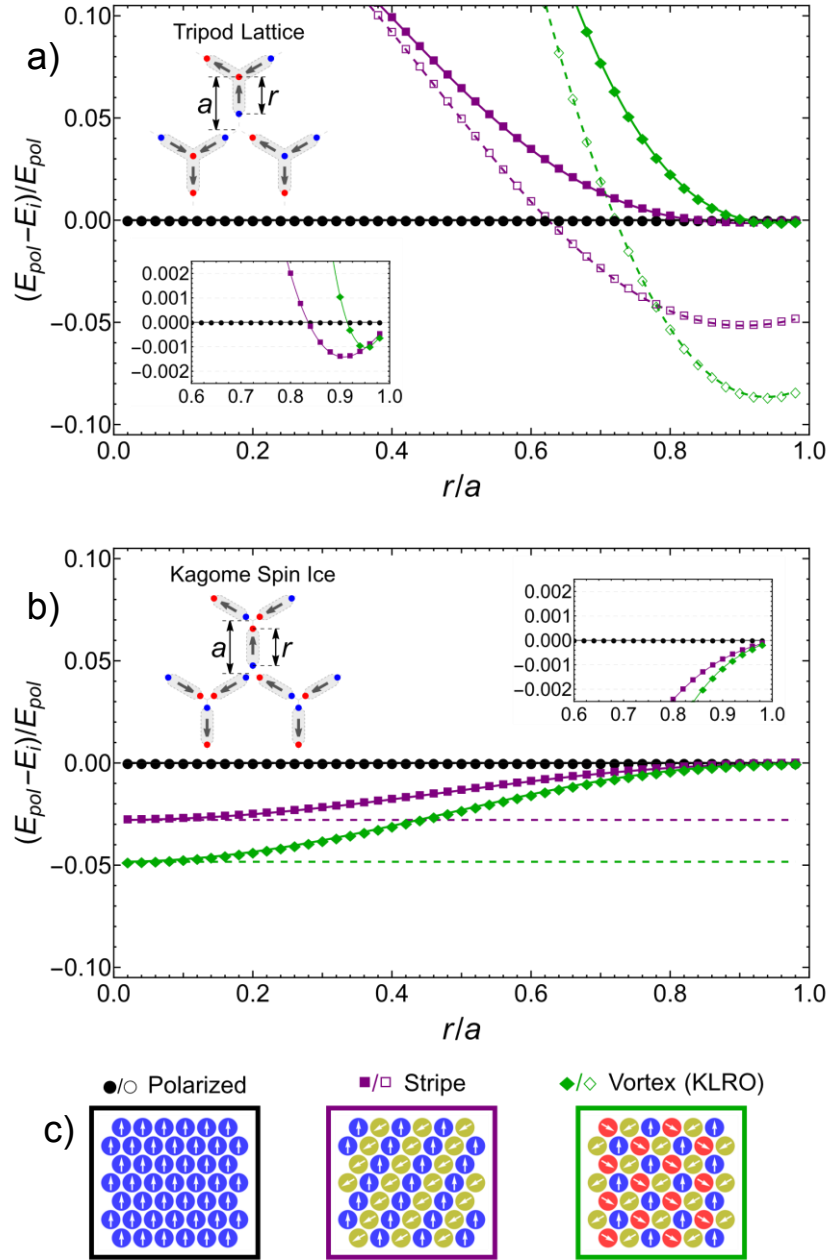 a)
Tripod Lattice
a
r
(E_pol−E_i)/E_pol
0.10
0.05
0.00
−0.05
−0.10
0.002
0.001
0.000
−0.001
−0.002
0.6 0.7 0.8 0.9 1.0
0.0 0.2 0.4 0.6 0.8 1.0
r/a
b)
Kagome Spin Ice
a
r
(E_pol−E_i)/E_pol
0.10
0.05
0.00
−0.05
−0.10
0.002
0.001
0.000
−0.001
−0.002
0.6 0.7 0.8 0.9 1.0
0.0 0.2 0.4 0.6 0.8 1.0
r/a
●/○ Polarized ■/□ Stripe ◆/◇ Vortex (KLRO)
c)